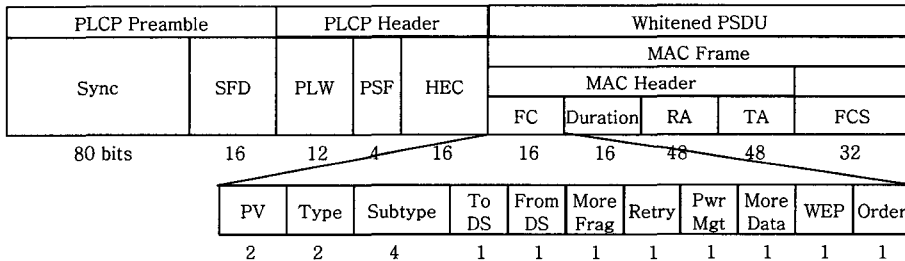 PLCP Preamble PLCP Header Whitened PSDU
MAC Frame
Sync SFD PLW PSF HEC MAC Header
FC Duration RA TA FCS
80 bits 16 12 4 16 16 16 48 48 32
PV Type Subtype To DS From DS More Frag Retry Pwr Mgt More Data WEP Order
2 2 4 1 1 1 1 1 1 1 1